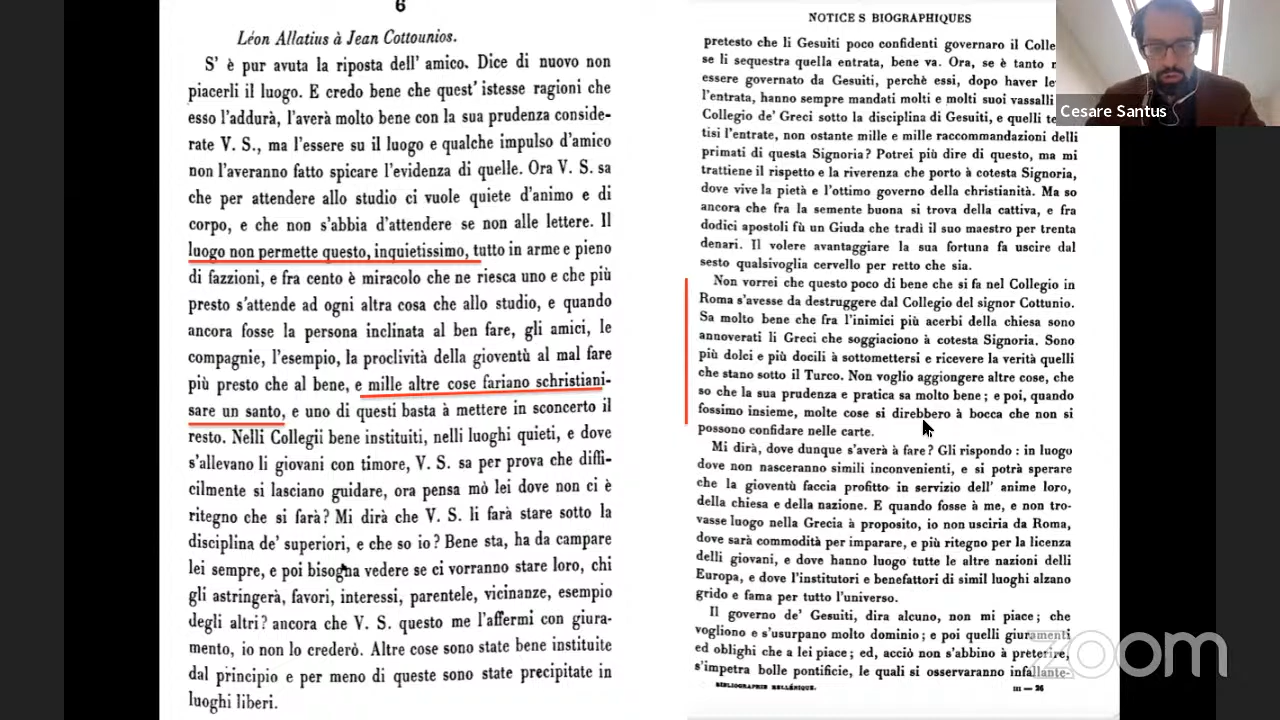 6
Léon Allatius à Jean Cottounios.
S' è pur avuta la riposta dell' amico. Dice di nuovo non
piacerli il luogo. E credo bene che quest' istesse ragioni che
esso l'addurà, l'averà molto bene con la sua prudenza conside-
rate V. S., ma l'essere su il luogo e qualche impulso d'amico
non l'averanno fatto spicare l'evidenza di quelle. Ora V. S. sa
che per attendere allo studio ci vuole quiete d'animo e di
corpo, e che non s'abbia d'attendere se non alle lettere. Il
luogo non permette questo, inquietissimo, tutto in arme e pieno
di fazzioni, e fra cento è miracolo che ne riesca uno e che più
presto s'attende ad ogni altra cosa che allo studio, e quando
ancora fosse la persona inclinata al ben fare, gli amici, le
compagnie, l'esempio, la proclività della gioventù al mal fare
più presto che al bene, e mille altre cose fariano schristiani-
sare un santo, e uno di questi basta à mettere in sconcerto il
resto. Nelli Collegii bene instituiti, nelli luoghi quieti, e dove
s'allevano li giovani con timore, V. S. sa per prova che diffi-
cilmente si lasciano guidare, ora pensa mò lei dove non ci è
ritegno che si farà? Mi dirà che V. S. li farà stare sotto la
disciplina de' superiori, e che so io? Bene sta, ha da campare
lei sempre, e poi bisogna vedere se ci vorranno stare loro, chi
gli astringerà, favori, interessi, parentele, vicinanze, esempio
degli altri? ancora che V. S. questo me l'affermi con giura-
mento, io non lo crederò. Altre cose sono state bene instituite
dal principio e per meno di queste sono state precipitate in
luoghi liberi.
NOTICES BIOGRAPHIQUES
pretesto che li Gesuiti poco confidenti governaro il Colle
se li sequestra quella entrata, bene va. Ora, se è tanto
essere governato da Gesuiti, perchè essi, dopo haver le
l'entrata, hanno sempre mandati molti e molti suoi vassalli
Collegio de' Greci sotto la disciplina di Gesuiti, e quelli te
tisi l'entrate, non ostante mille e mille raccommandazioni delli
primati di questa Signoria? Potrei più dire di questo, ma mi
trattiene il rispetto e la riverenza che porto à cotesta Signoria,
dove vive la pietà e l'ottimo governo della christianità. Ma so
ancora che fra la semente buona si trova della cattiva, e fra
dodici apostoli fù un Giuda che tradì il suo maestro per trenta
denari. Il volere avantaggiare la sua fortuna fa uscire dal
sesto qualsivoglia cervello per retto che sia.
Non vorrei che questo poco di bene che si fa nel Collegio in
Roma s'avesse da destruggere dal Collegio del signor Cottunio.
Sa molto bene che fra l'inimici più acerbi della chiesa sono
annoverati li Greci che soggiaciono à cotesta Signoria. Sono
più dolci e più docili à sottomettersi e ricevere la verità quelli
che stano sotto il Turco. Non voglio aggiongere altre cose, che
so che la sua prudenza e pratica sa molto bene; e poi, quando
fossimo insieme, molte cose si direbbero à bocca che non si
possono confidare nelle carte.
Mi dirà, dove dunque s'averà à fare? Gli rispondo : in luogo
dove non nasceranno simili inconvenienti, e si potrà sperare
che la gioventù faccia profitto in servizio dell' anime loro,
della chiesa e della nazione. E quando fosse à me, e non tro-
vasse luogo nella Grecia à proposito, io non usciria da Roma,
dove sarà commodità per imparare, e più ritegno per la licenza
delli giovani, e dove hanno luogo tutte le altre nazioni delli
Europa, e dove l'institutori e benefattori di simil luoghi alzano
grido e fama per tutto l'universo.
Il governo de' Gesuiti, dira alcuno, non mi piace; che
vogliono e s'usurpano molto dominio; e poi quelli giuramenti
ed oblighi che a lei piace; ed, acciò non s'abbino à preterire,
s'impetra bolle pontificie, le quali si osservaranno infallante-
BIBLIOGRAPHIE HELLÉNIQUE.
III — 26
Cesare Santus
zoom